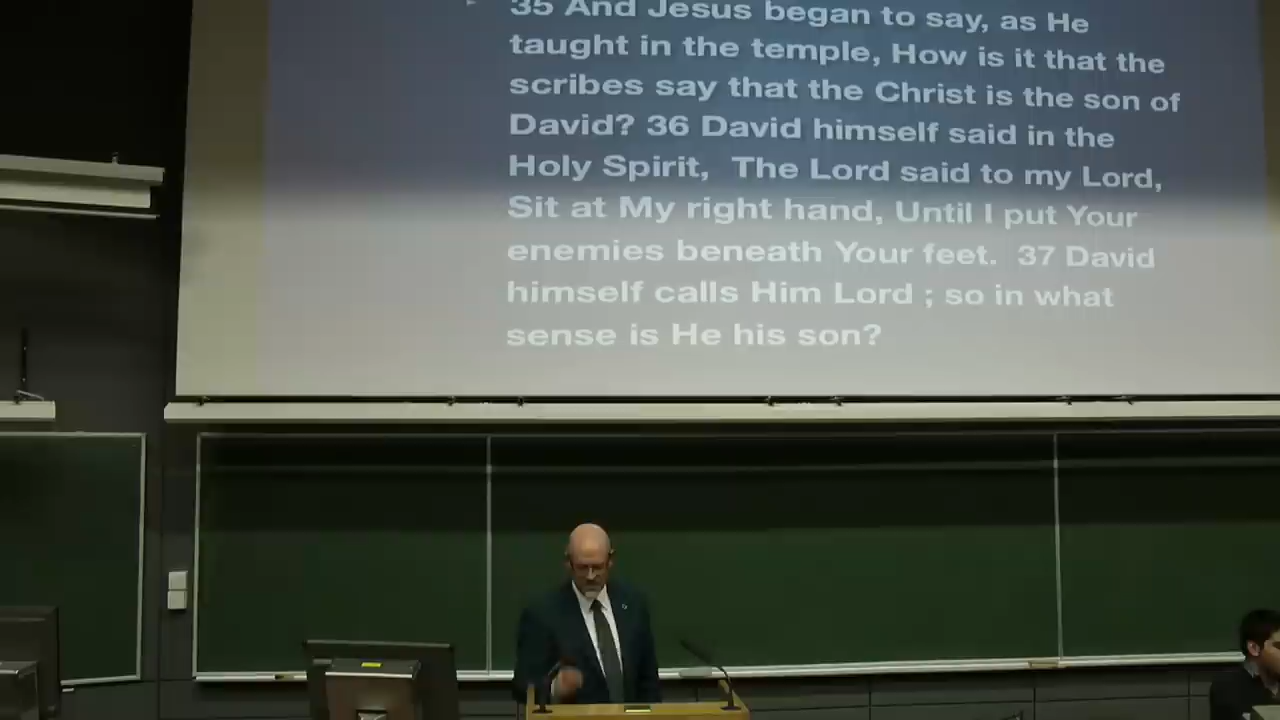 35 And Jesus began to say, as He
taught in the temple, How is it that the
scribes say that the Christ is the son of
David? 36 David himself said in the
Holy Spirit,  The Lord said to my Lord,
Sit at My right hand, Until I put Your
enemies beneath Your feet.  37 David
himself calls Him Lord ; so in what
sense is He his son?